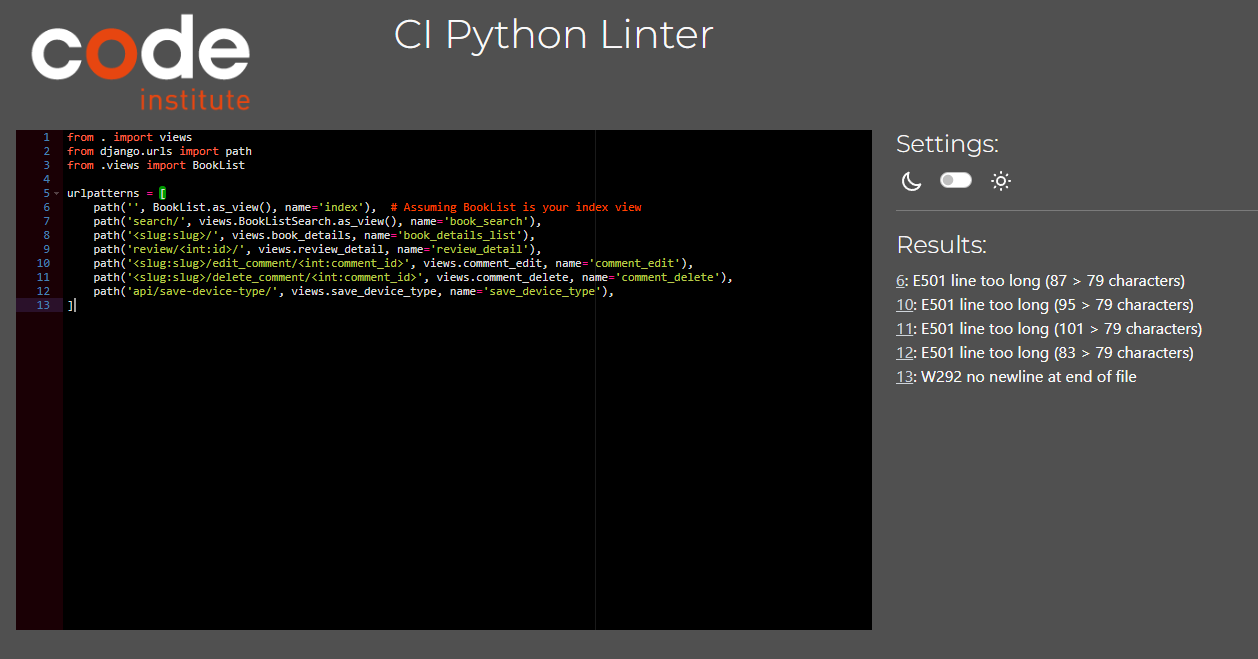 code
institute
CI Python Linter
1 from . import views
2 from django.urls import path
3 from .views import BookList
4
5 urlpatterns = [
6     path('', BookList.as_view(), name='index'),  # Assuming BookList is your index view
7     path('search/', views.BookListSearch.as_view(), name='book_search'),
8     path('<slug:slug>/', views.book_details, name='book_details_list'),
9     path('review/<int:id>/', views.review_detail, name='review_detail'),
10     path('<slug:slug>/edit_comment/<int:comment_id>', views.comment_edit, name='comment_edit'),
11     path('<slug:slug>/delete_comment/<int:comment_id>', views.comment_delete, name='comment_delete'),
12     path('api/save-device-type/', views.save_device_type, name='save_device_type'),
13 ]
Settings:
Results:
6: E501 line too long (87 > 79 characters)
10: E501 line too long (95 > 79 characters)
11: E501 line too long (101 > 79 characters)
12: E501 line too long (83 > 79 characters)
13: W292 no newline at end of file